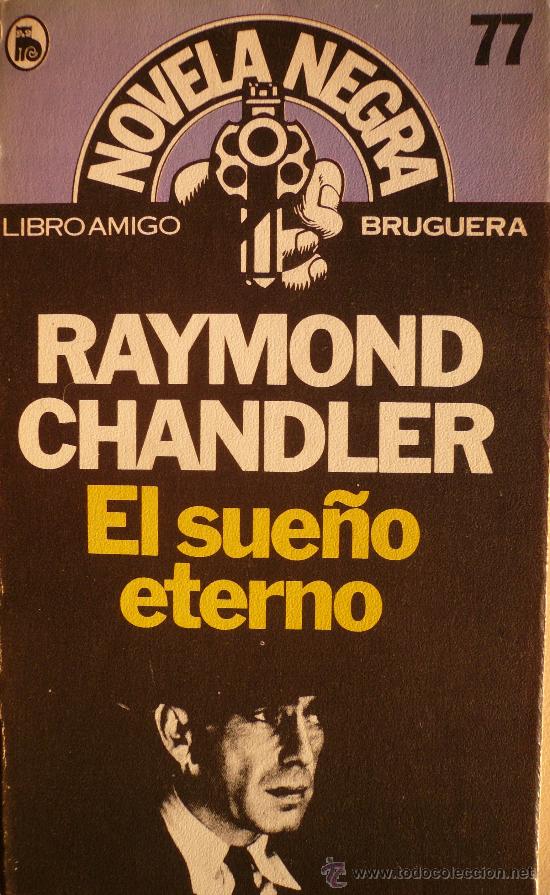 77
NOVELA NEGRA
LIBRO AMIGO BRUGUERA
RAYMOND
CHANDLER
El sueño
eterno
www.todocoleccion.net